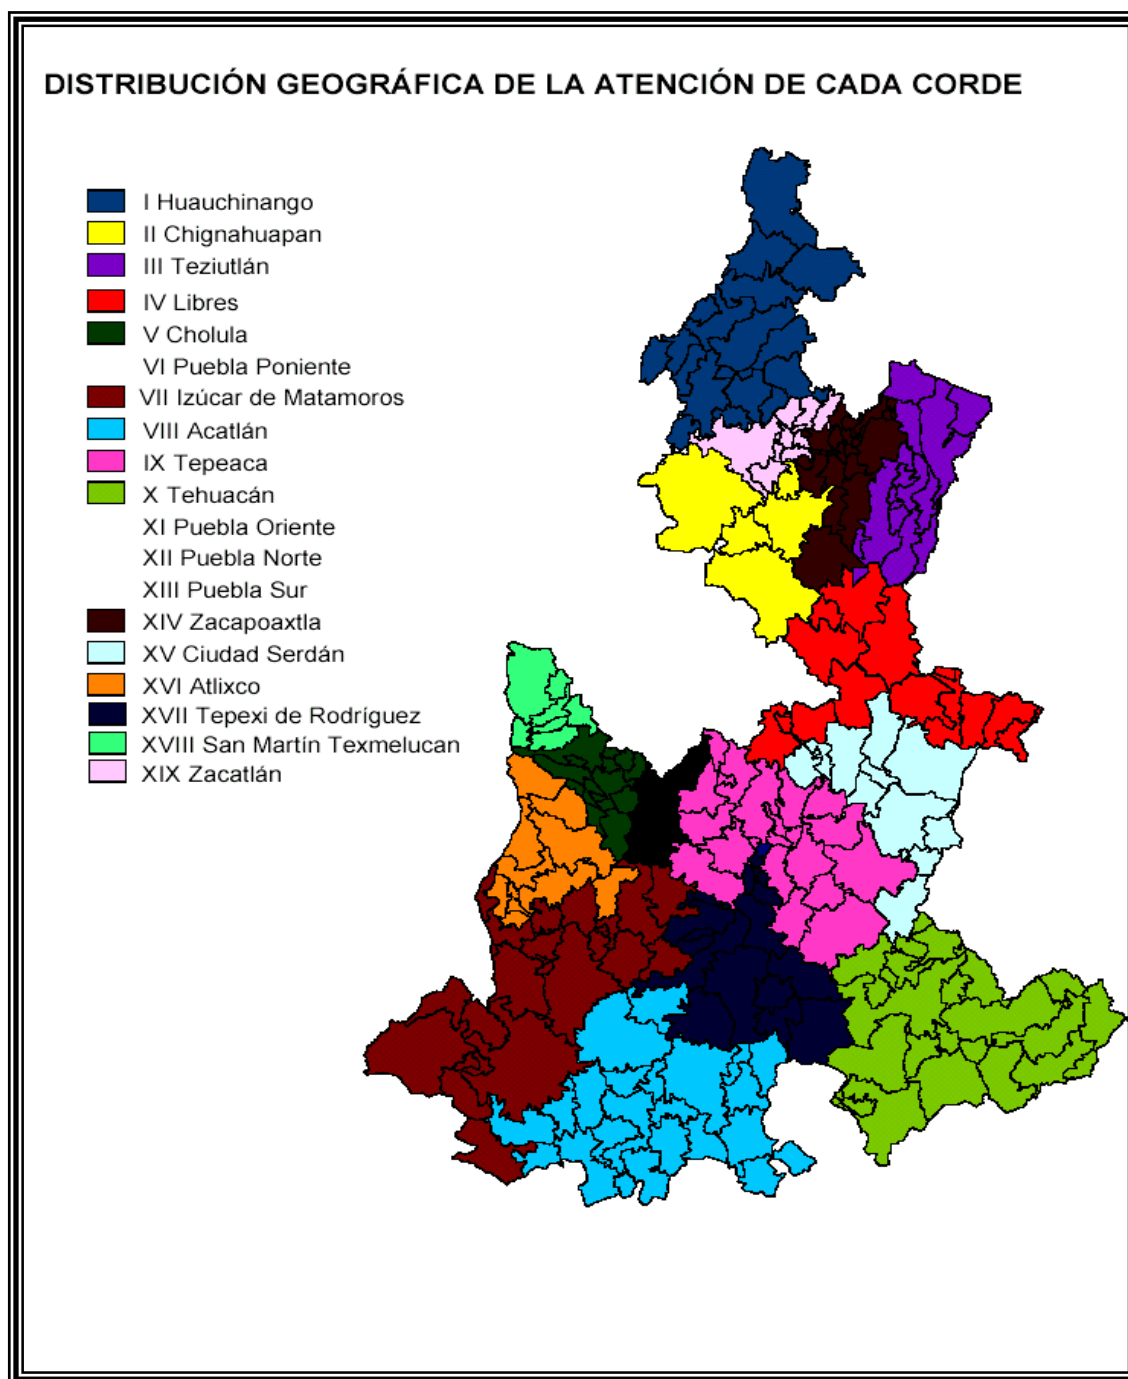 DISTRIBUCIÓN GEOGRÁFICA DE LA ATENCIÓN DE CADA CORDE
I Huauchinango
II Chignahuapan
III Teziutlán
IV Libres
V Cholula
VI Puebla Poniente
VII Izúcar de Matamoros
VIII Acatlán
IX Tepeaca
X Tehuacán
XI Puebla Oriente
XII Puebla Norte
XIII Puebla Sur
XIV Zacapoaxtla
XV Ciudad Serdán
XVI Atlixco
XVII Tepexi de Rodríguez
XVIII San Martín Texmelucan
XIX Zacatlán